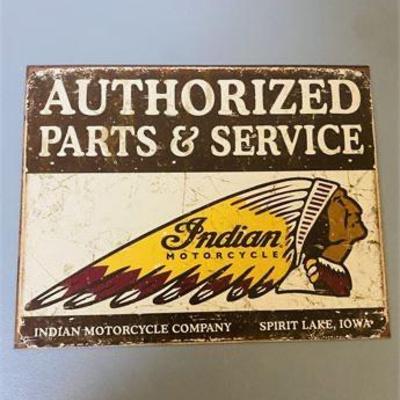 AUTHORIZED
PARTS & SERVICE
Indian
MOTORCYCLE
INDIAN MOTORCYCLE COMPANY SPIRIT LAKE, IOWA